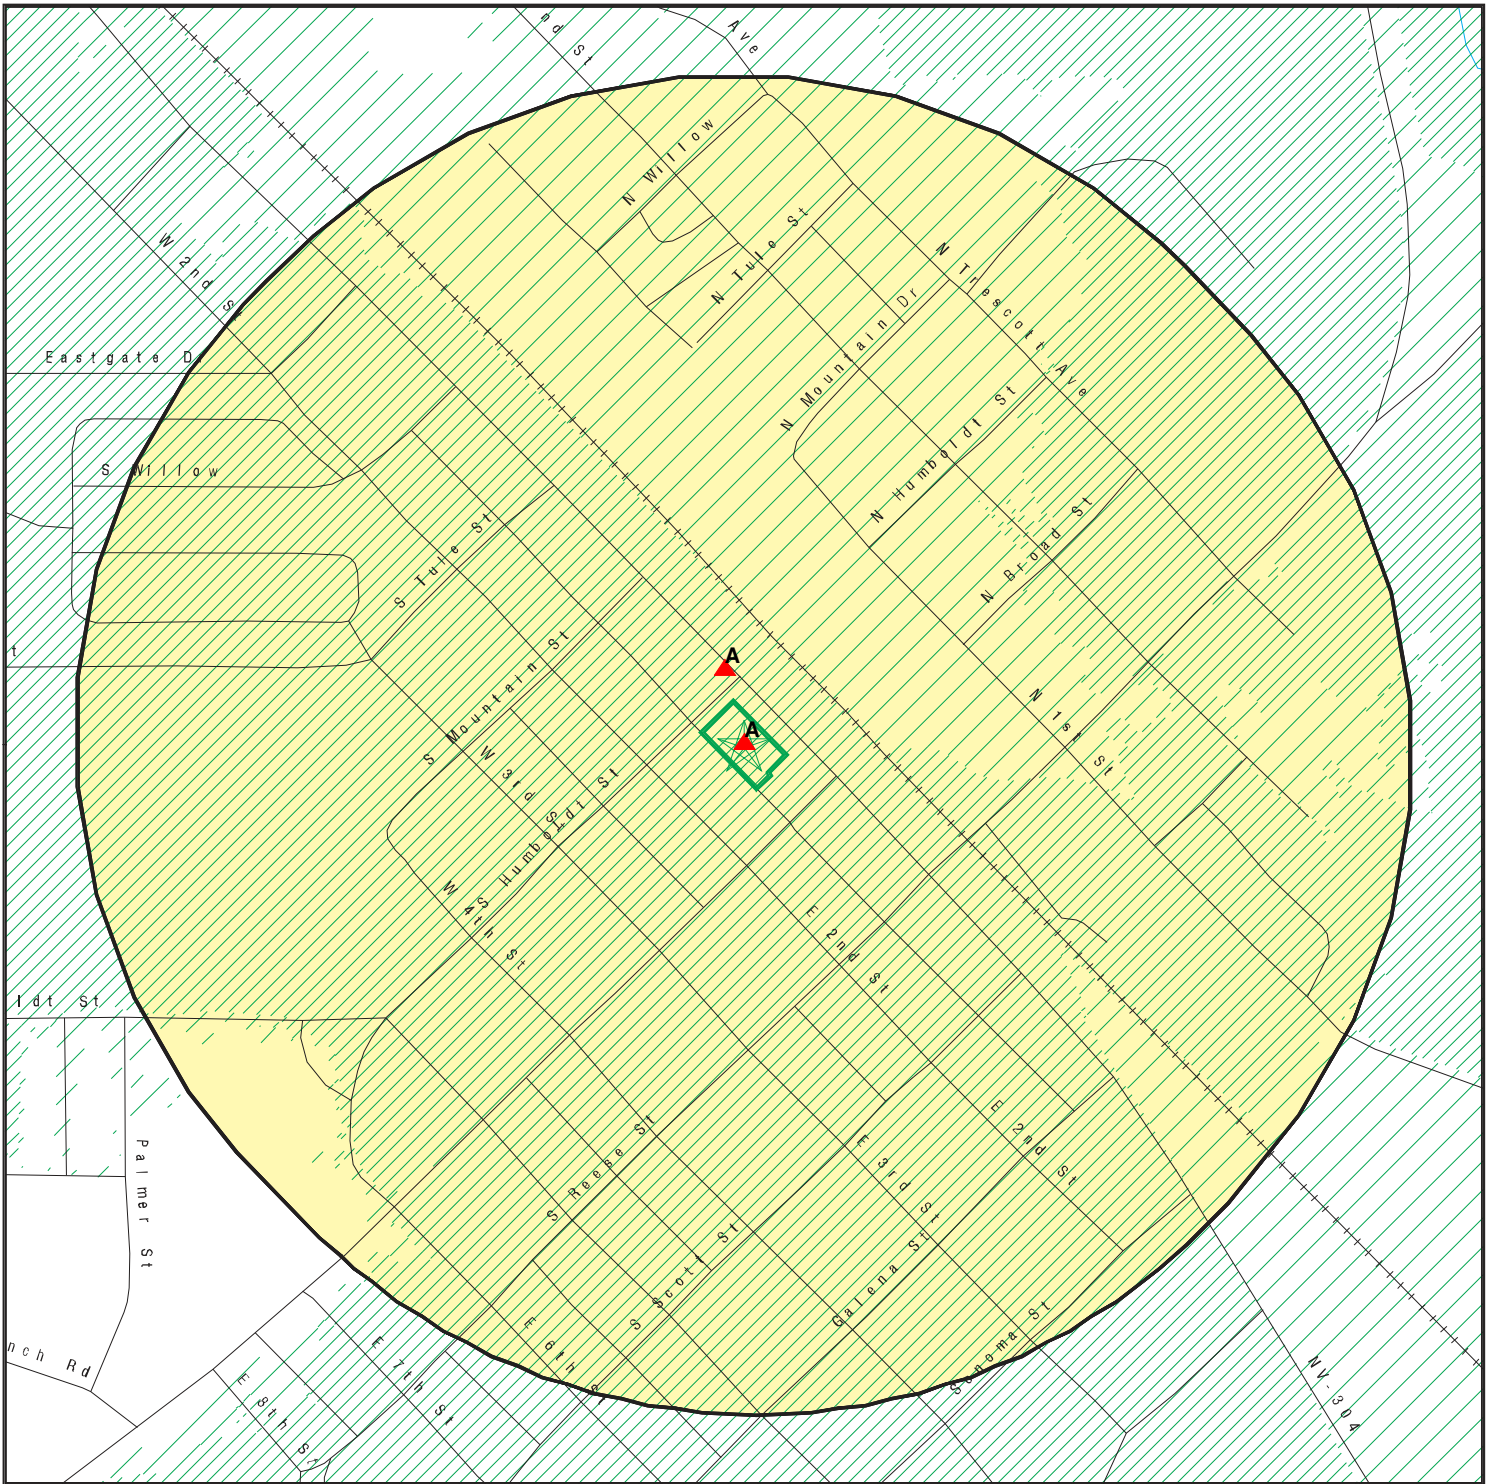 nd St
Ave
N Willow
N Tule St
W 2nd St
N Trescott Ave
N Mountain Dr
Eastgate Dr
N Humboldt St
S Willow
N Broad St
S Tule St
t
A
S Mountain St
N 1st St
A
W 3rd St
S Humboldt St
W 4th St
E 2nd St
ldt St
E 2nd St
S Reese St
E 3rd St
Palmer St
S Scott St
Galena St
Sonoma St
nch Rd
E 6th St
E 7th St
E 8th St
NV-304